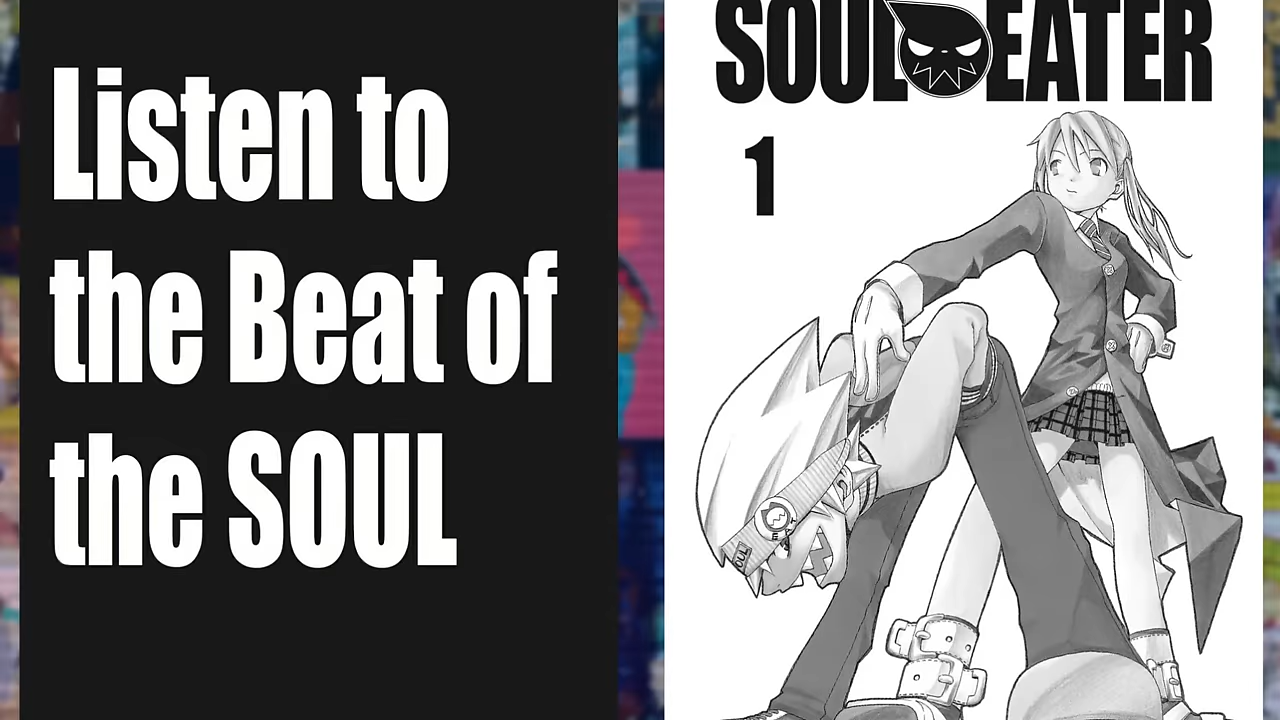 Listen to
the Beat of
the SOUL
SOUL EATER
1